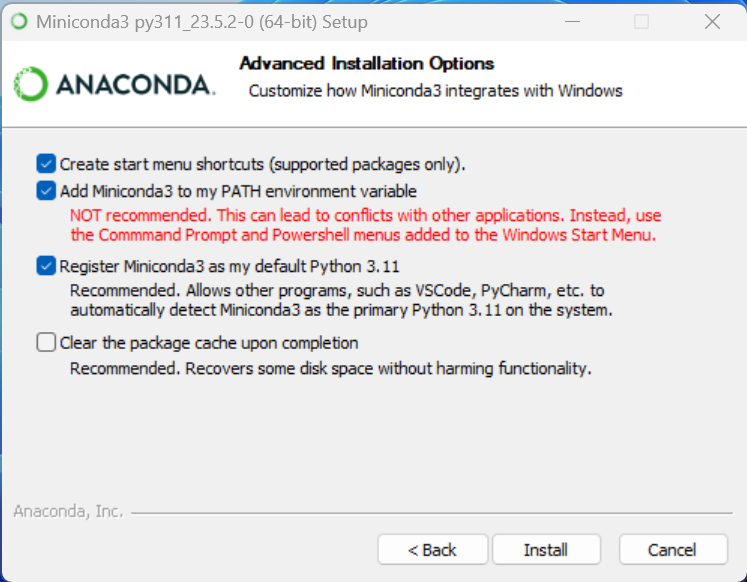 Miniconda3 py311_23.5.2-0 (64-bit) Setup
ANACONDA.
Advanced Installation Options
Customize how Miniconda3 integrates with Windows
Create start menu shortcuts (supported packages only).
Add Miniconda3 to my PATH environment variable
NOT recommended. This can lead to conflicts with other applications. Instead, use
the Commmand Prompt and Powershell menus added to the Windows Start Menu.
Register Miniconda3 as my default Python 3.11
Recommended. Allows other programs, such as VSCode, PyCharm, etc. to
automatically detect Miniconda3 as the primary Python 3.11 on the system.
Clear the package cache upon completion
Recommended. Recovers some disk space without harming functionality.
Anaconda, Inc.
< Back
Install
Cancel